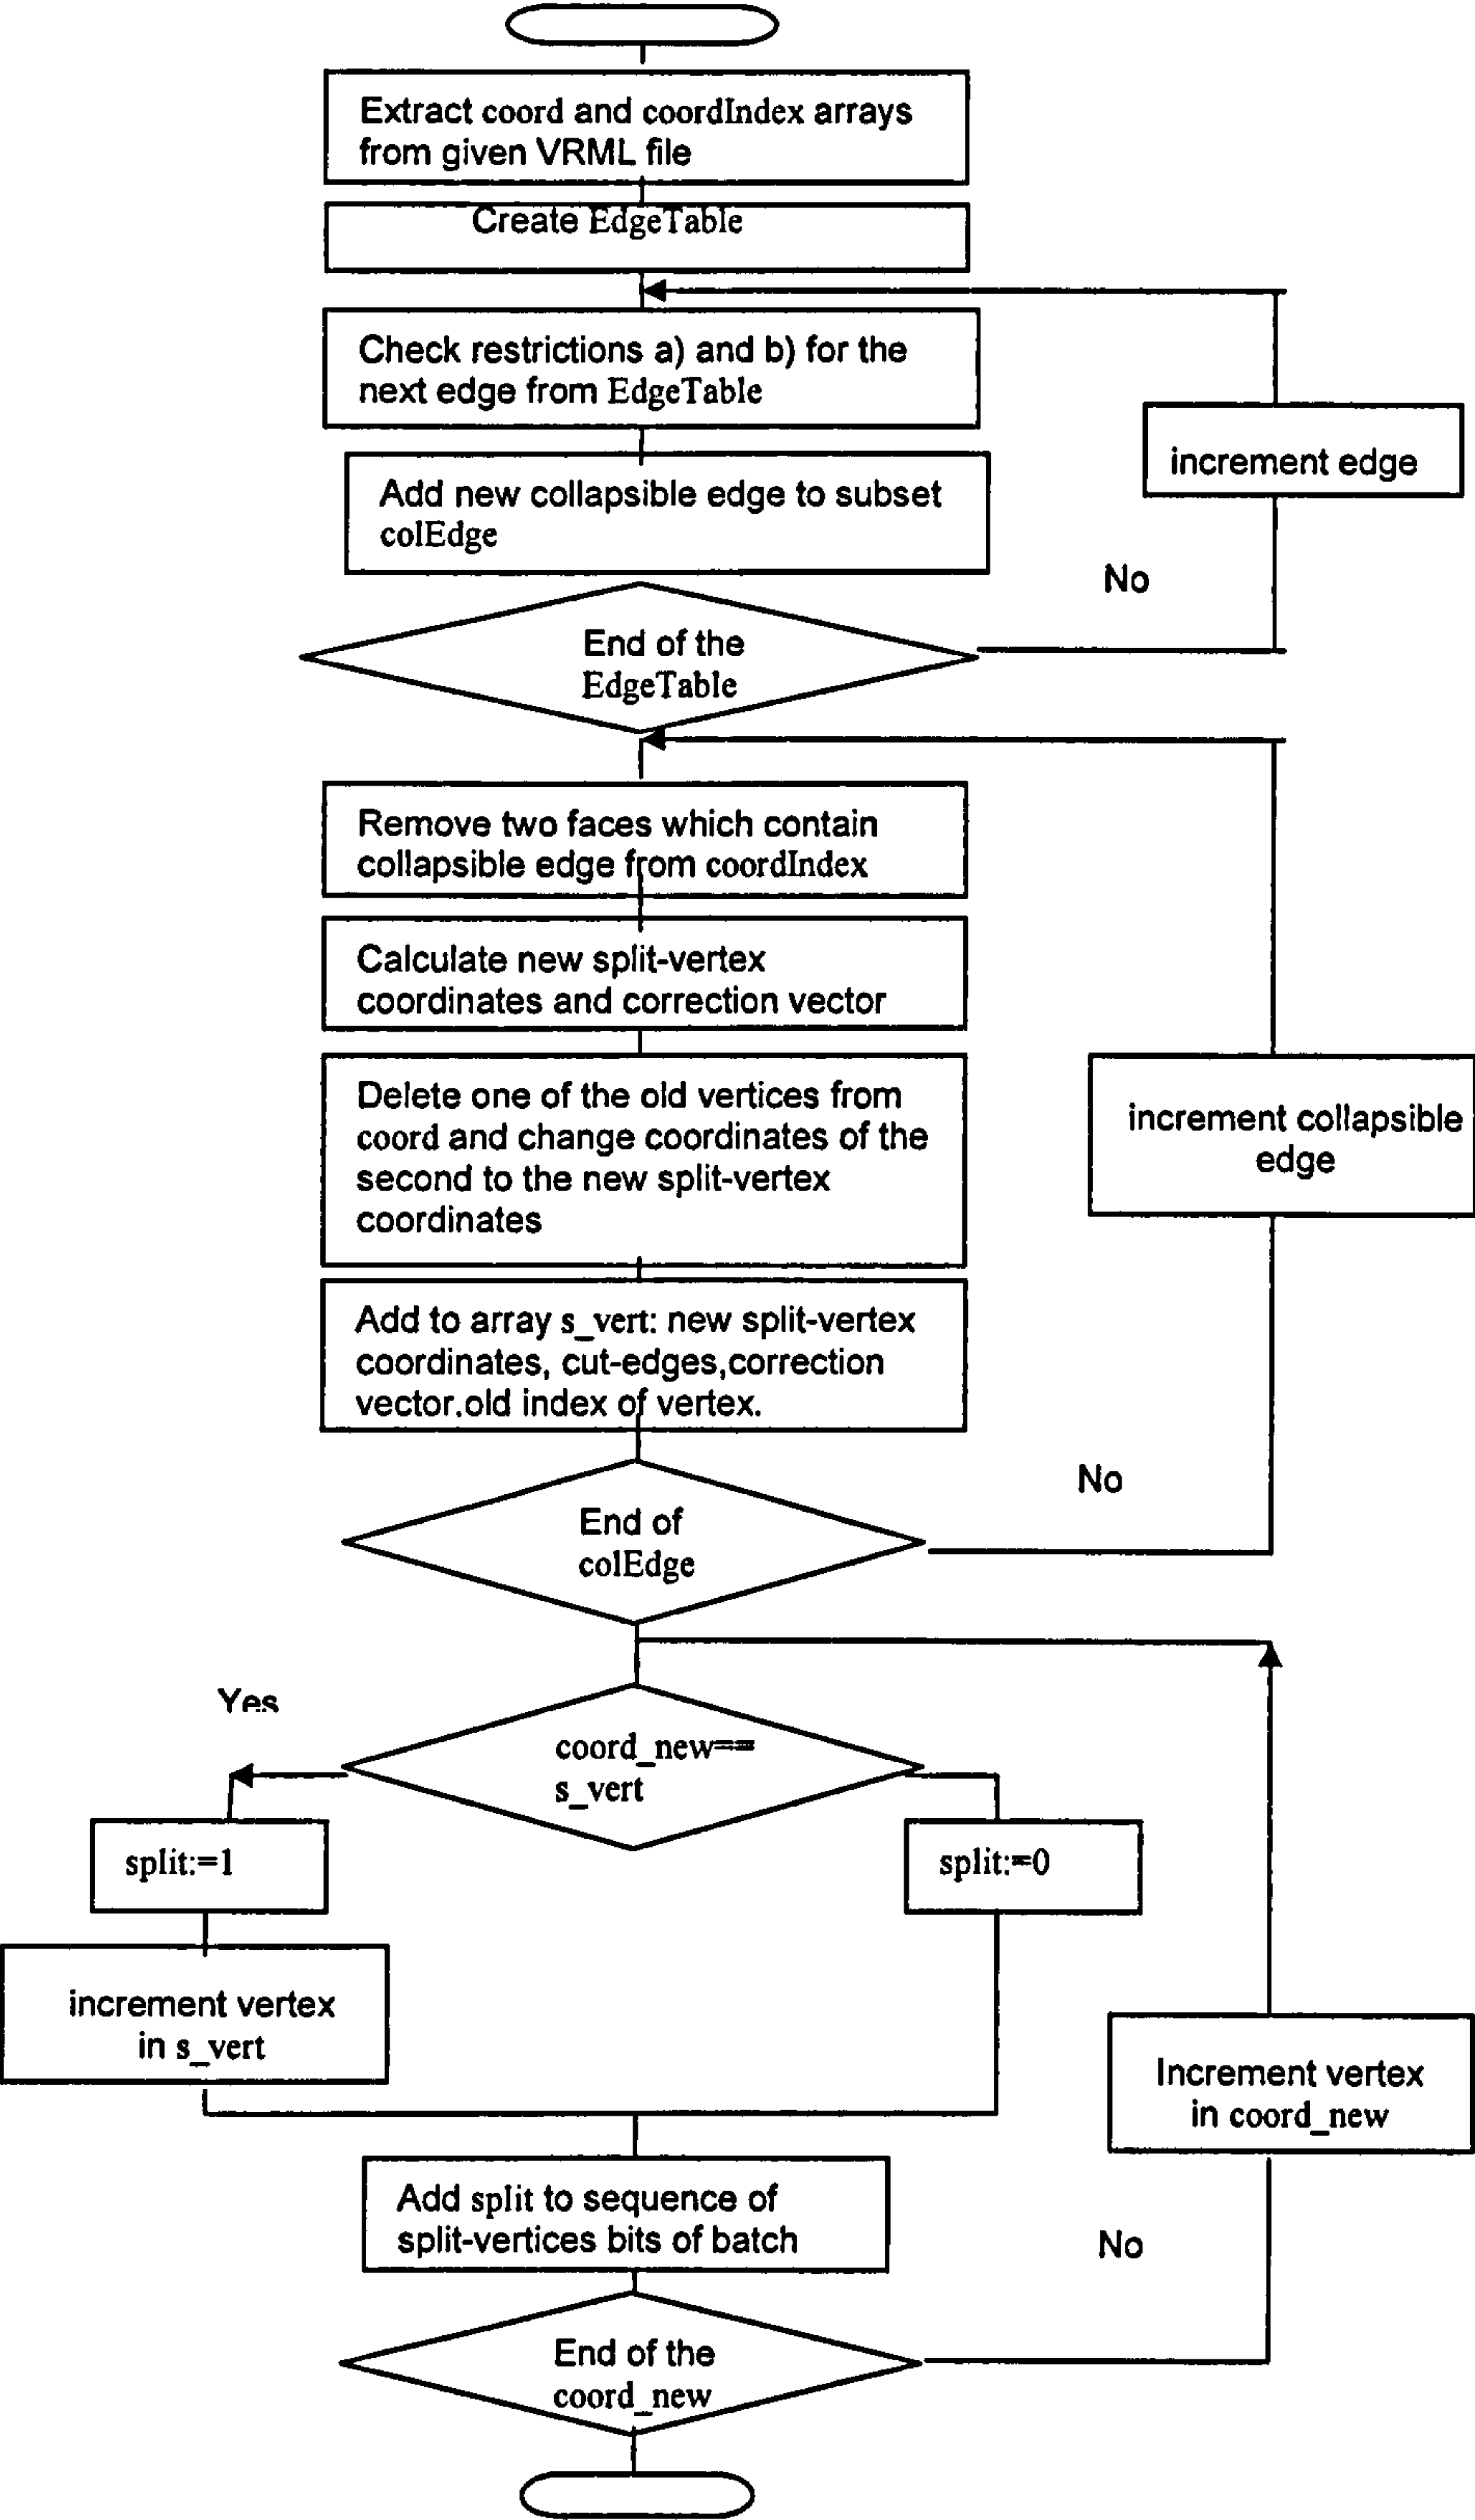 Extract coord and coordIndex arrays
from given VRML file
Create EdgeTable
Check restrictions a) and b) for the
next edge from EdgeTable
increment edge
Add new collapsible edge to subset
colEdge
No
End of the
EdgeTable
Remove two faces which contain
collapsible edge from coordIndex
Calculate new split-vertex
coordinates and correction vector
Delete one of the old vertices from
coord and change coordinates of the
second to the new split-vertex
coordinates
increment collapsible
edge
Add to array s_vert: new split-vertex
coordinates, cut-edges,correction
vector,old index of vertex.
No
End of
colEdge
Yes
coord_new==
s_vert
split:=1
split:=0
increment vertex
in s_vert
Increment vertex
in coord_new
Add split to sequence of
split-vertices bits of batch
No
End of the
coord_new